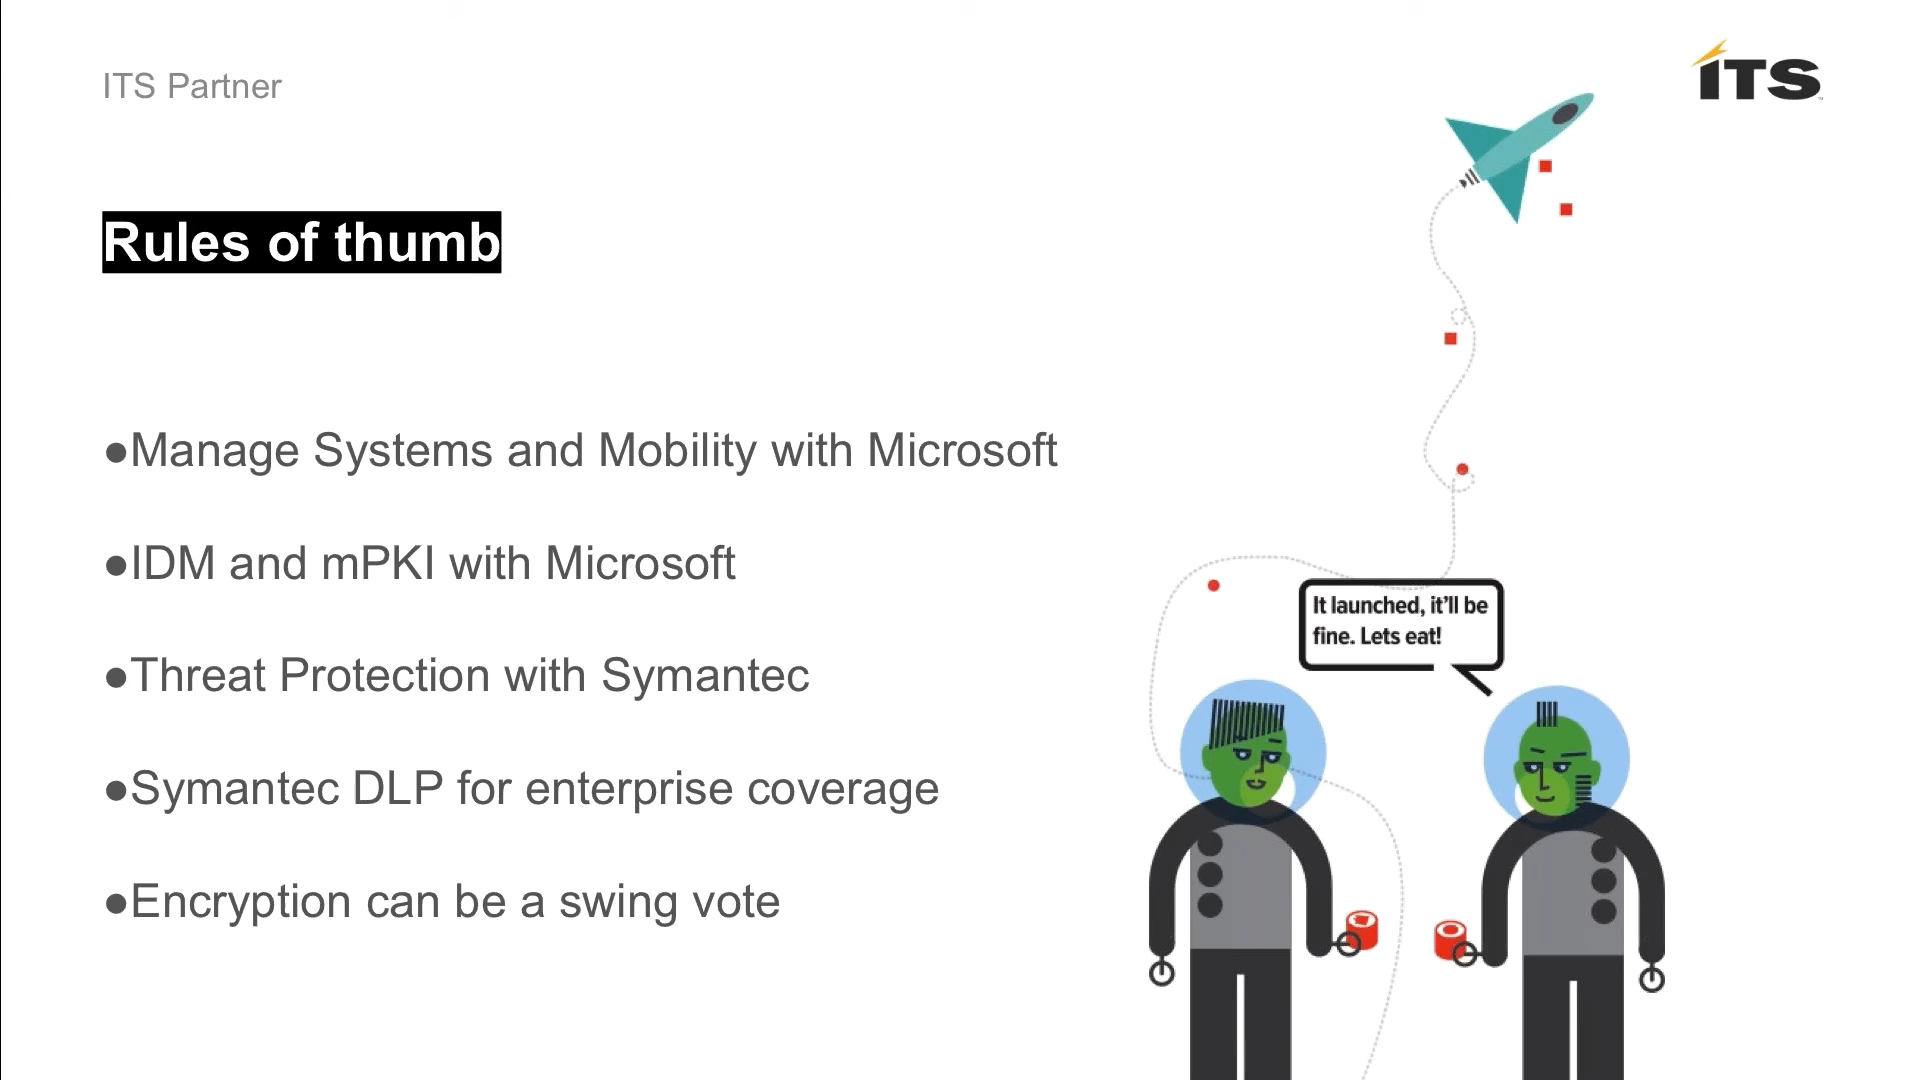 ITS Partner
ITS
Rules of thumb
●Manage Systems and Mobility with Microsoft
●IDM and mPKI with Microsoft
●Threat Protection with Symantec
●Symantec DLP for enterprise coverage
●Encryption can be a swing vote
It launched, it'll be
fine. Lets eat!